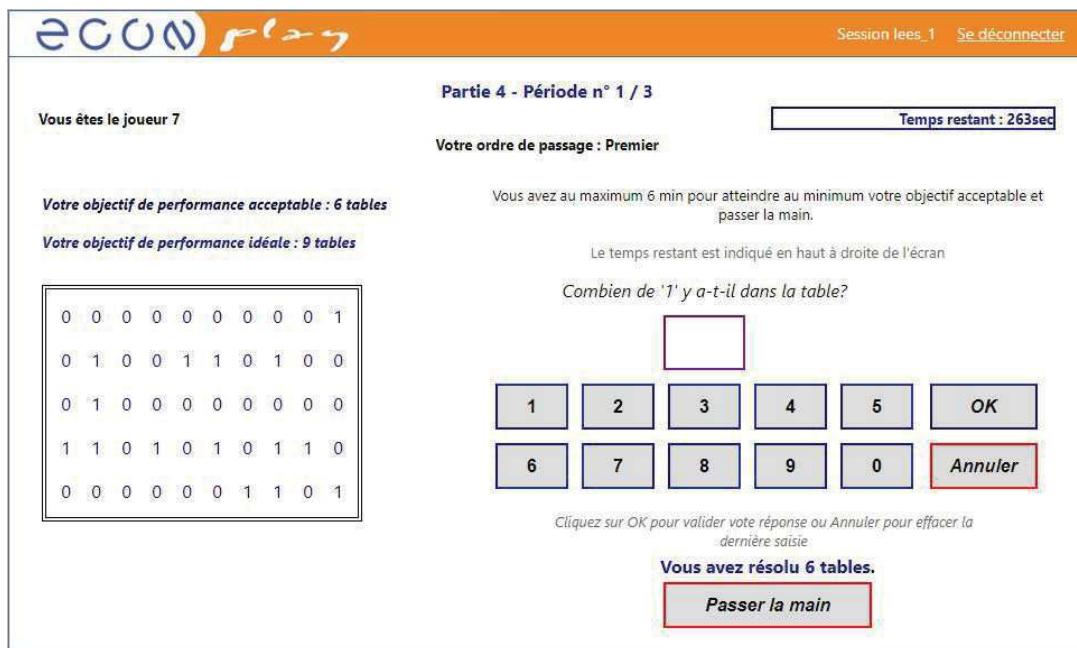 econ play
Session lees_1 Se déconnecter
Partie 4 - Période n° 1 / 3
Vous êtes le joueur 7
Temps restant : 263sec
Votre ordre de passage : Premier
Votre objectif de performance acceptable : 6 tables
Votre objectif de performance idéale : 9 tables
0 0 0 0 0 0 0 0 0 1
0 1 0 0 1 1 0 1 0 0
0 1 0 0 0 0 0 0 0 0
1 1 0 1 0 1 0 1 1 0
0 0 0 0 0 0 1 1 0 1
Vous avez au maximum 6 min pour atteindre au minimum votre objectif acceptable et
passer la main.
Le temps restant est indiqué en haut à droite de l'écran
Combien de '1' y a-t-il dans la table?
1 2 3 4 5 OK
6 7 8 9 0 Annuler
Cliquez sur OK pour valider vote réponse ou Annuler pour effacer la
dernière saisie
Vous avez résolu 6 tables.
Passer la main